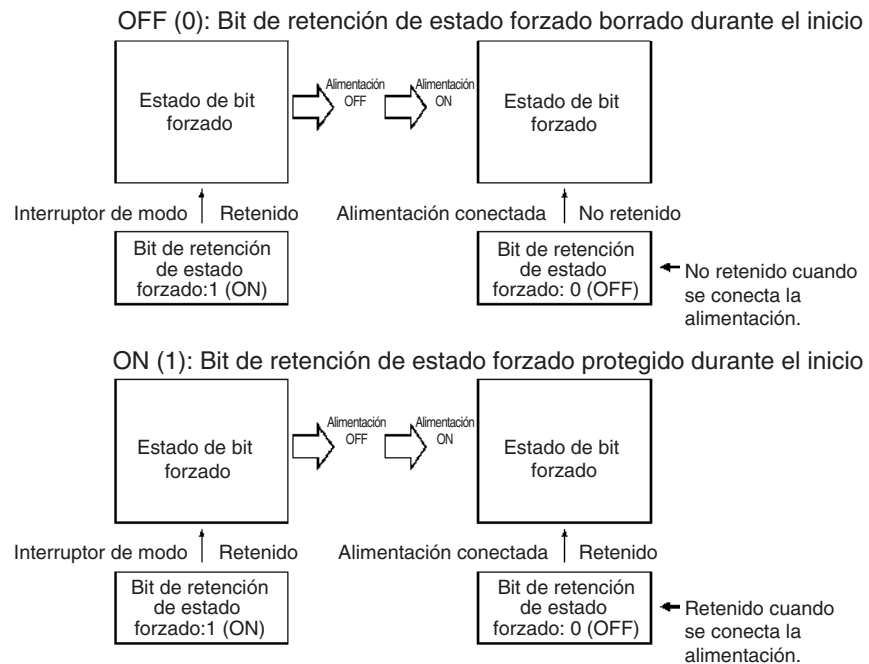 OFF (0): Bit de retención de estado forzado borrado durante el inicio
Estado de bit
forzado
Alimentación
OFF
Alimentación
ON
Estado de bit
forzado
Interruptor de modo
Retenido
Alimentación conectada
No retenido
Bit de retención
de estado
forzado:1 (ON)
Bit de retención
de estado
forzado: 0 (OFF)
No retenido cuando
se conecta la
alimentación.
ON (1): Bit de retención de estado forzado protegido durante el inicio
Estado de bit
forzado
Alimentación
OFF
Alimentación
ON
Estado de bit
forzado
Interruptor de modo
Retenido
Alimentación conectada
Retenido
Bit de retención
de estado
forzado:1 (ON)
Bit de retención
de estado
forzado: 0 (OFF)
Retenido cuando
se conecta la
alimentación.